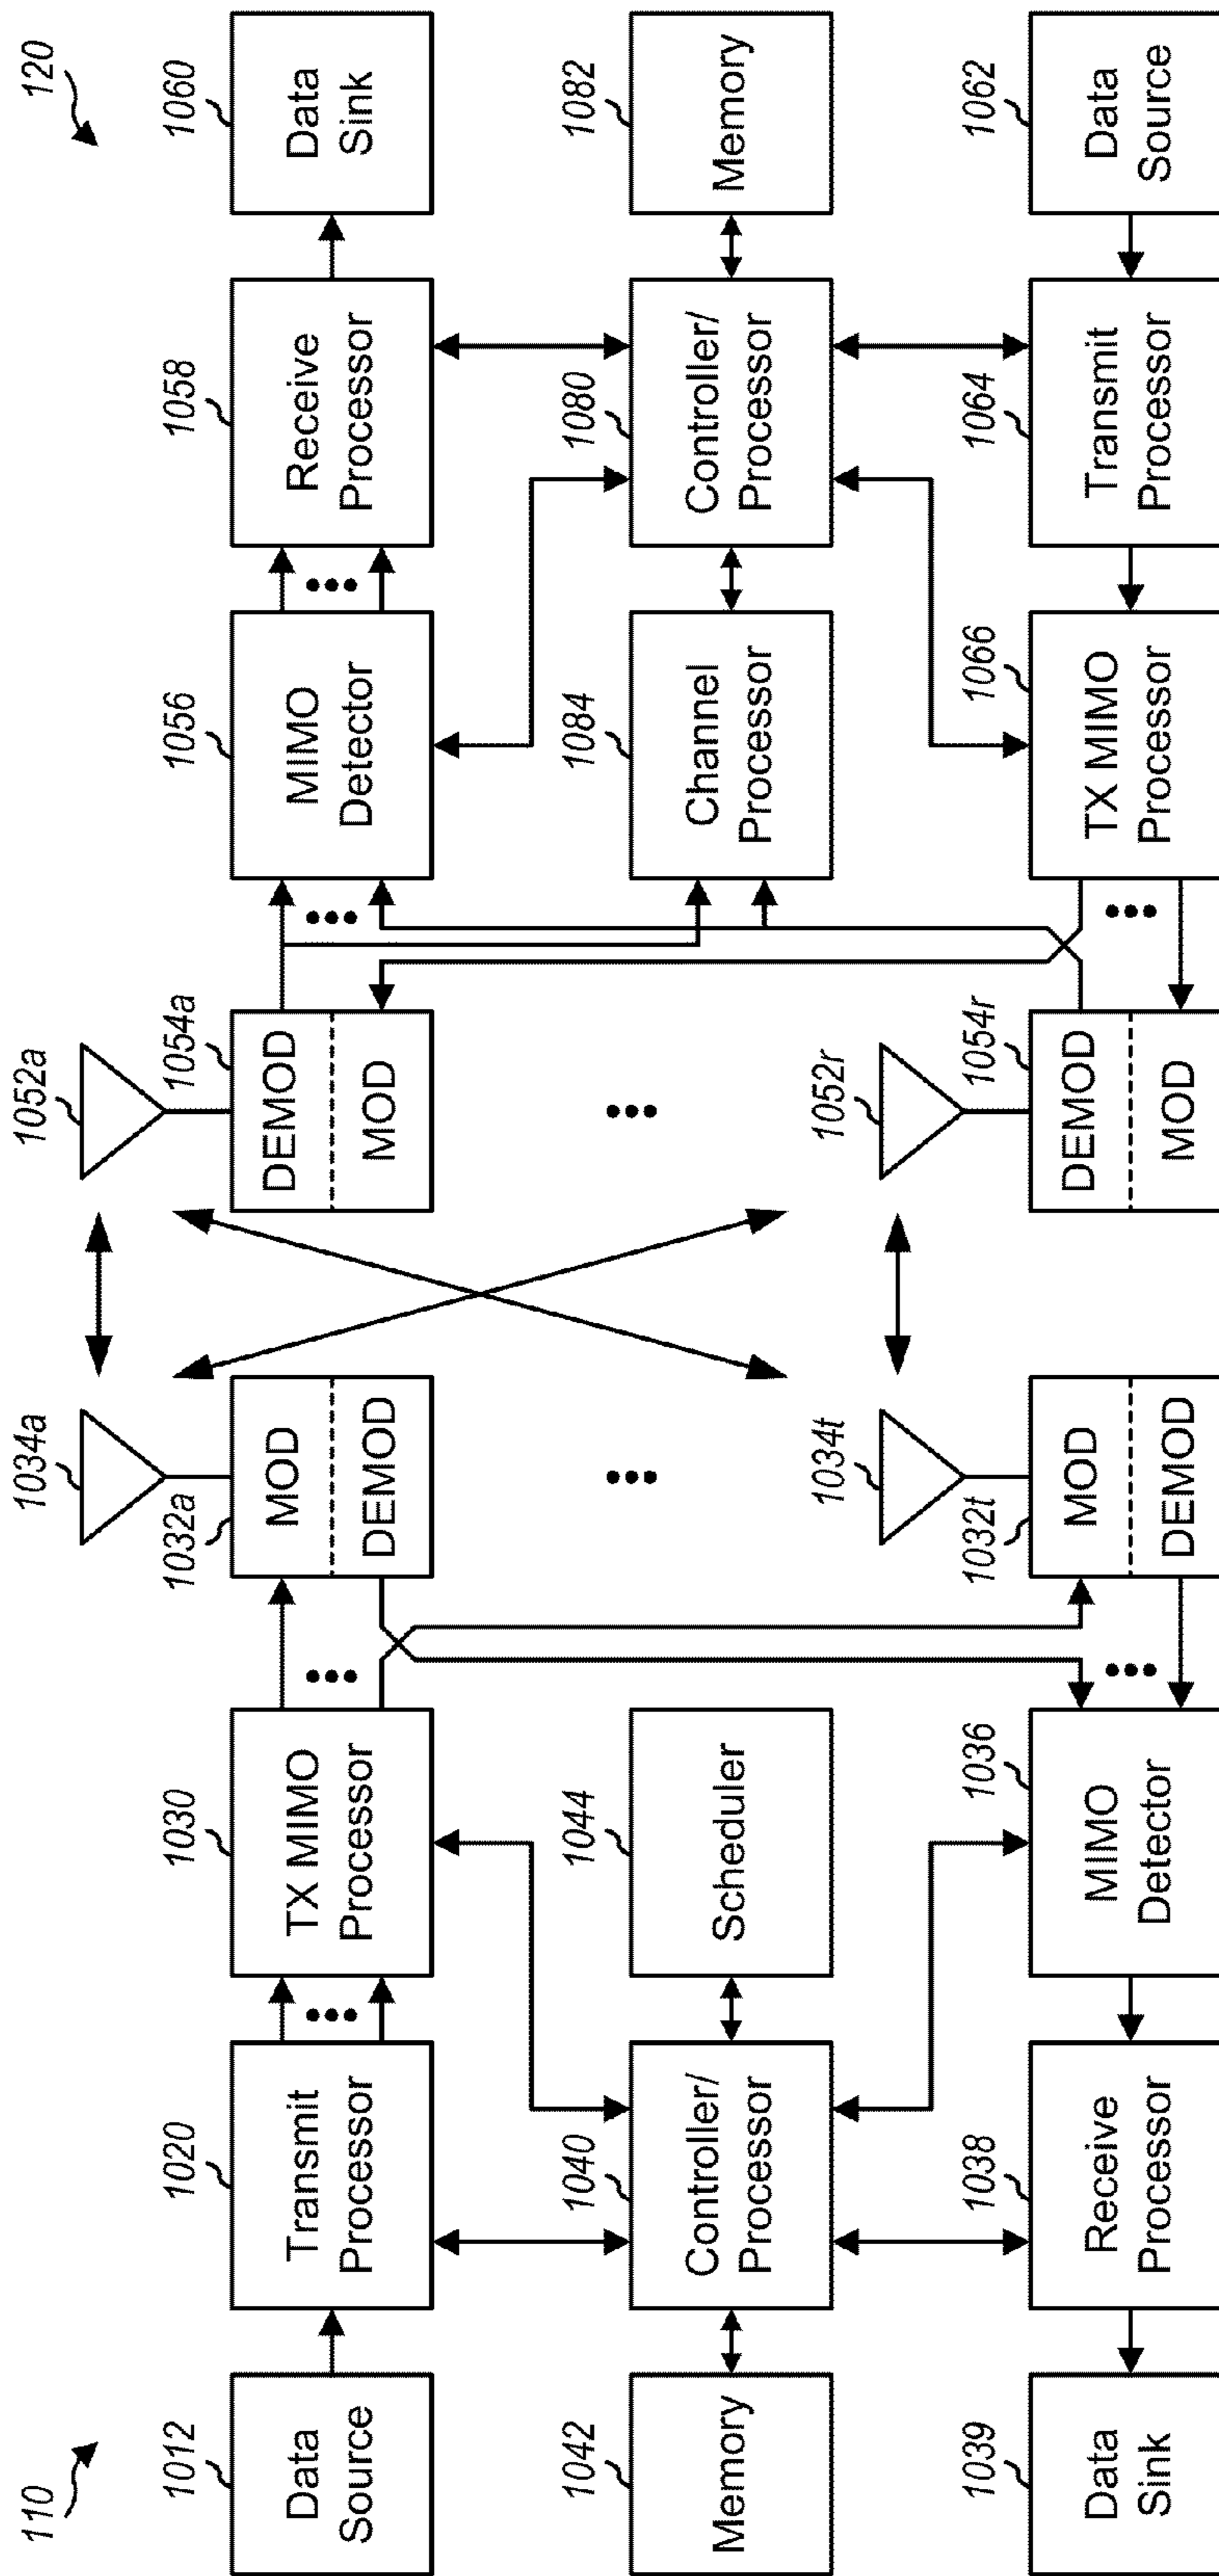 110
120
1012
Data
Source
1020
Transmit
Processor
•••
1030
TX MIMO
Processor
•••
1034a
1032a
MOD
DEMOD
1052a
1054a
DEMOD
MOD
•••
1056
MIMO
Detector
•••
1058
Receive
Processor
1060
Data
Sink
1042
Memory
1040
Controller/
Processor
1044
Scheduler
•••
•••
1084
Channel
Processor
1080
Controller/
Processor
1082
Memory
1039
Data
Sink
1038
Receive
Processor
1036
MIMO
Detector
•••
1034t
1032t
MOD
DEMOD
1052r
1054r
DEMOD
MOD
•••
1066
TX MIMO
Processor
1064
Transmit
Processor
1062
Data
Source